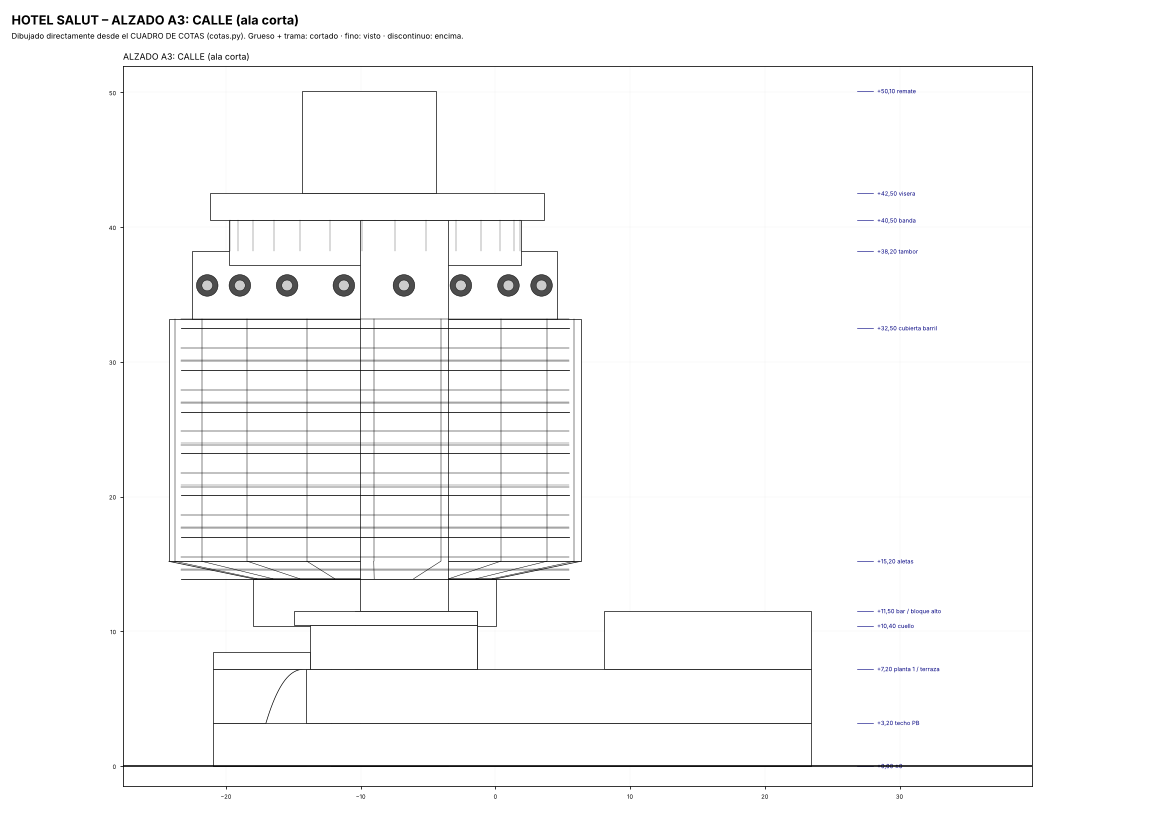 HOTEL SALUT – ALZADO A3: CALLE (ala corta)
Dibujado directamente desde el CUADRO DE COTAS (cotas.py). Grueso + trama: cortado · fino: visto · discontinuo: encima.
ALZADO A3: CALLE (ala corta)
50
+50,10 remate
+42,50 visera
40
+40,50 banda
+38,20 tambor
+32,50 cubierta barril
30
20
+15,20 aletas
+11,50 bar / bloque alto
10
+10,40 cuello
+7,20 planta 1 / terraza
+3,20 techo PB
0
−20 −10 0 10 20 30